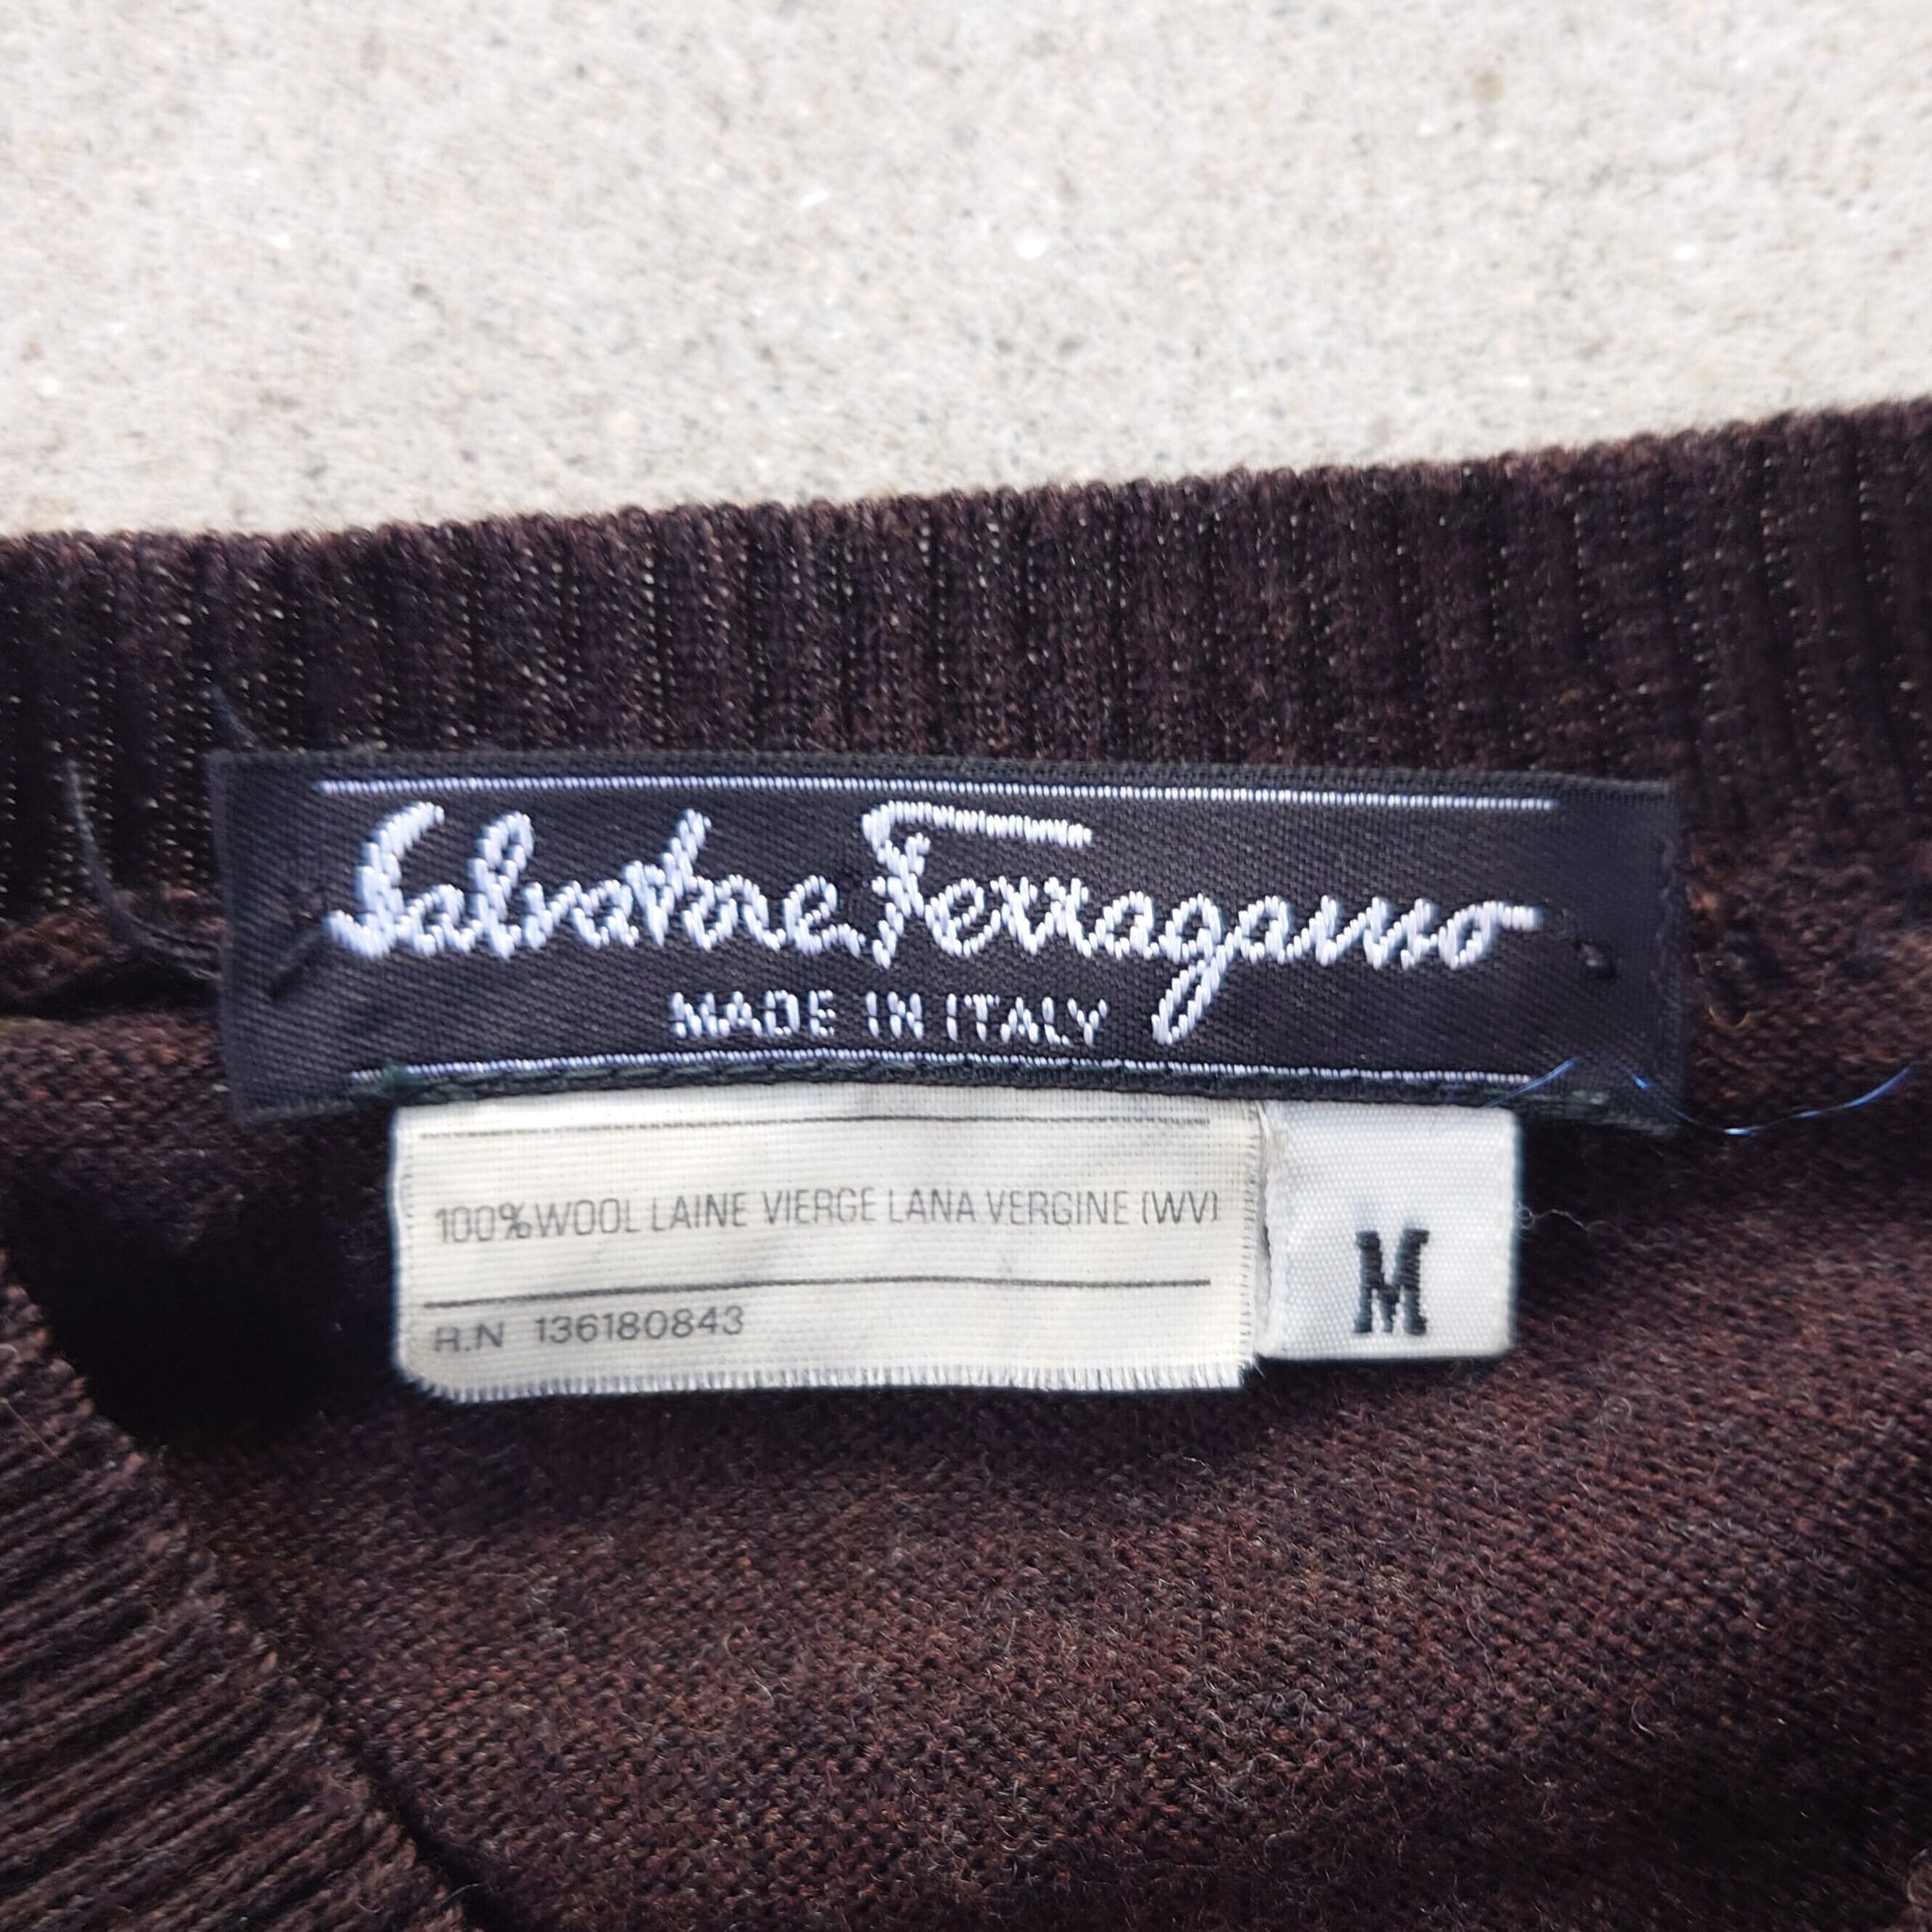 Salvatore Ferragamo
MADE IN ITALY
100% WOOL LAINE VIERGE LANA VERGINE (WV)
R.N 136180843
M